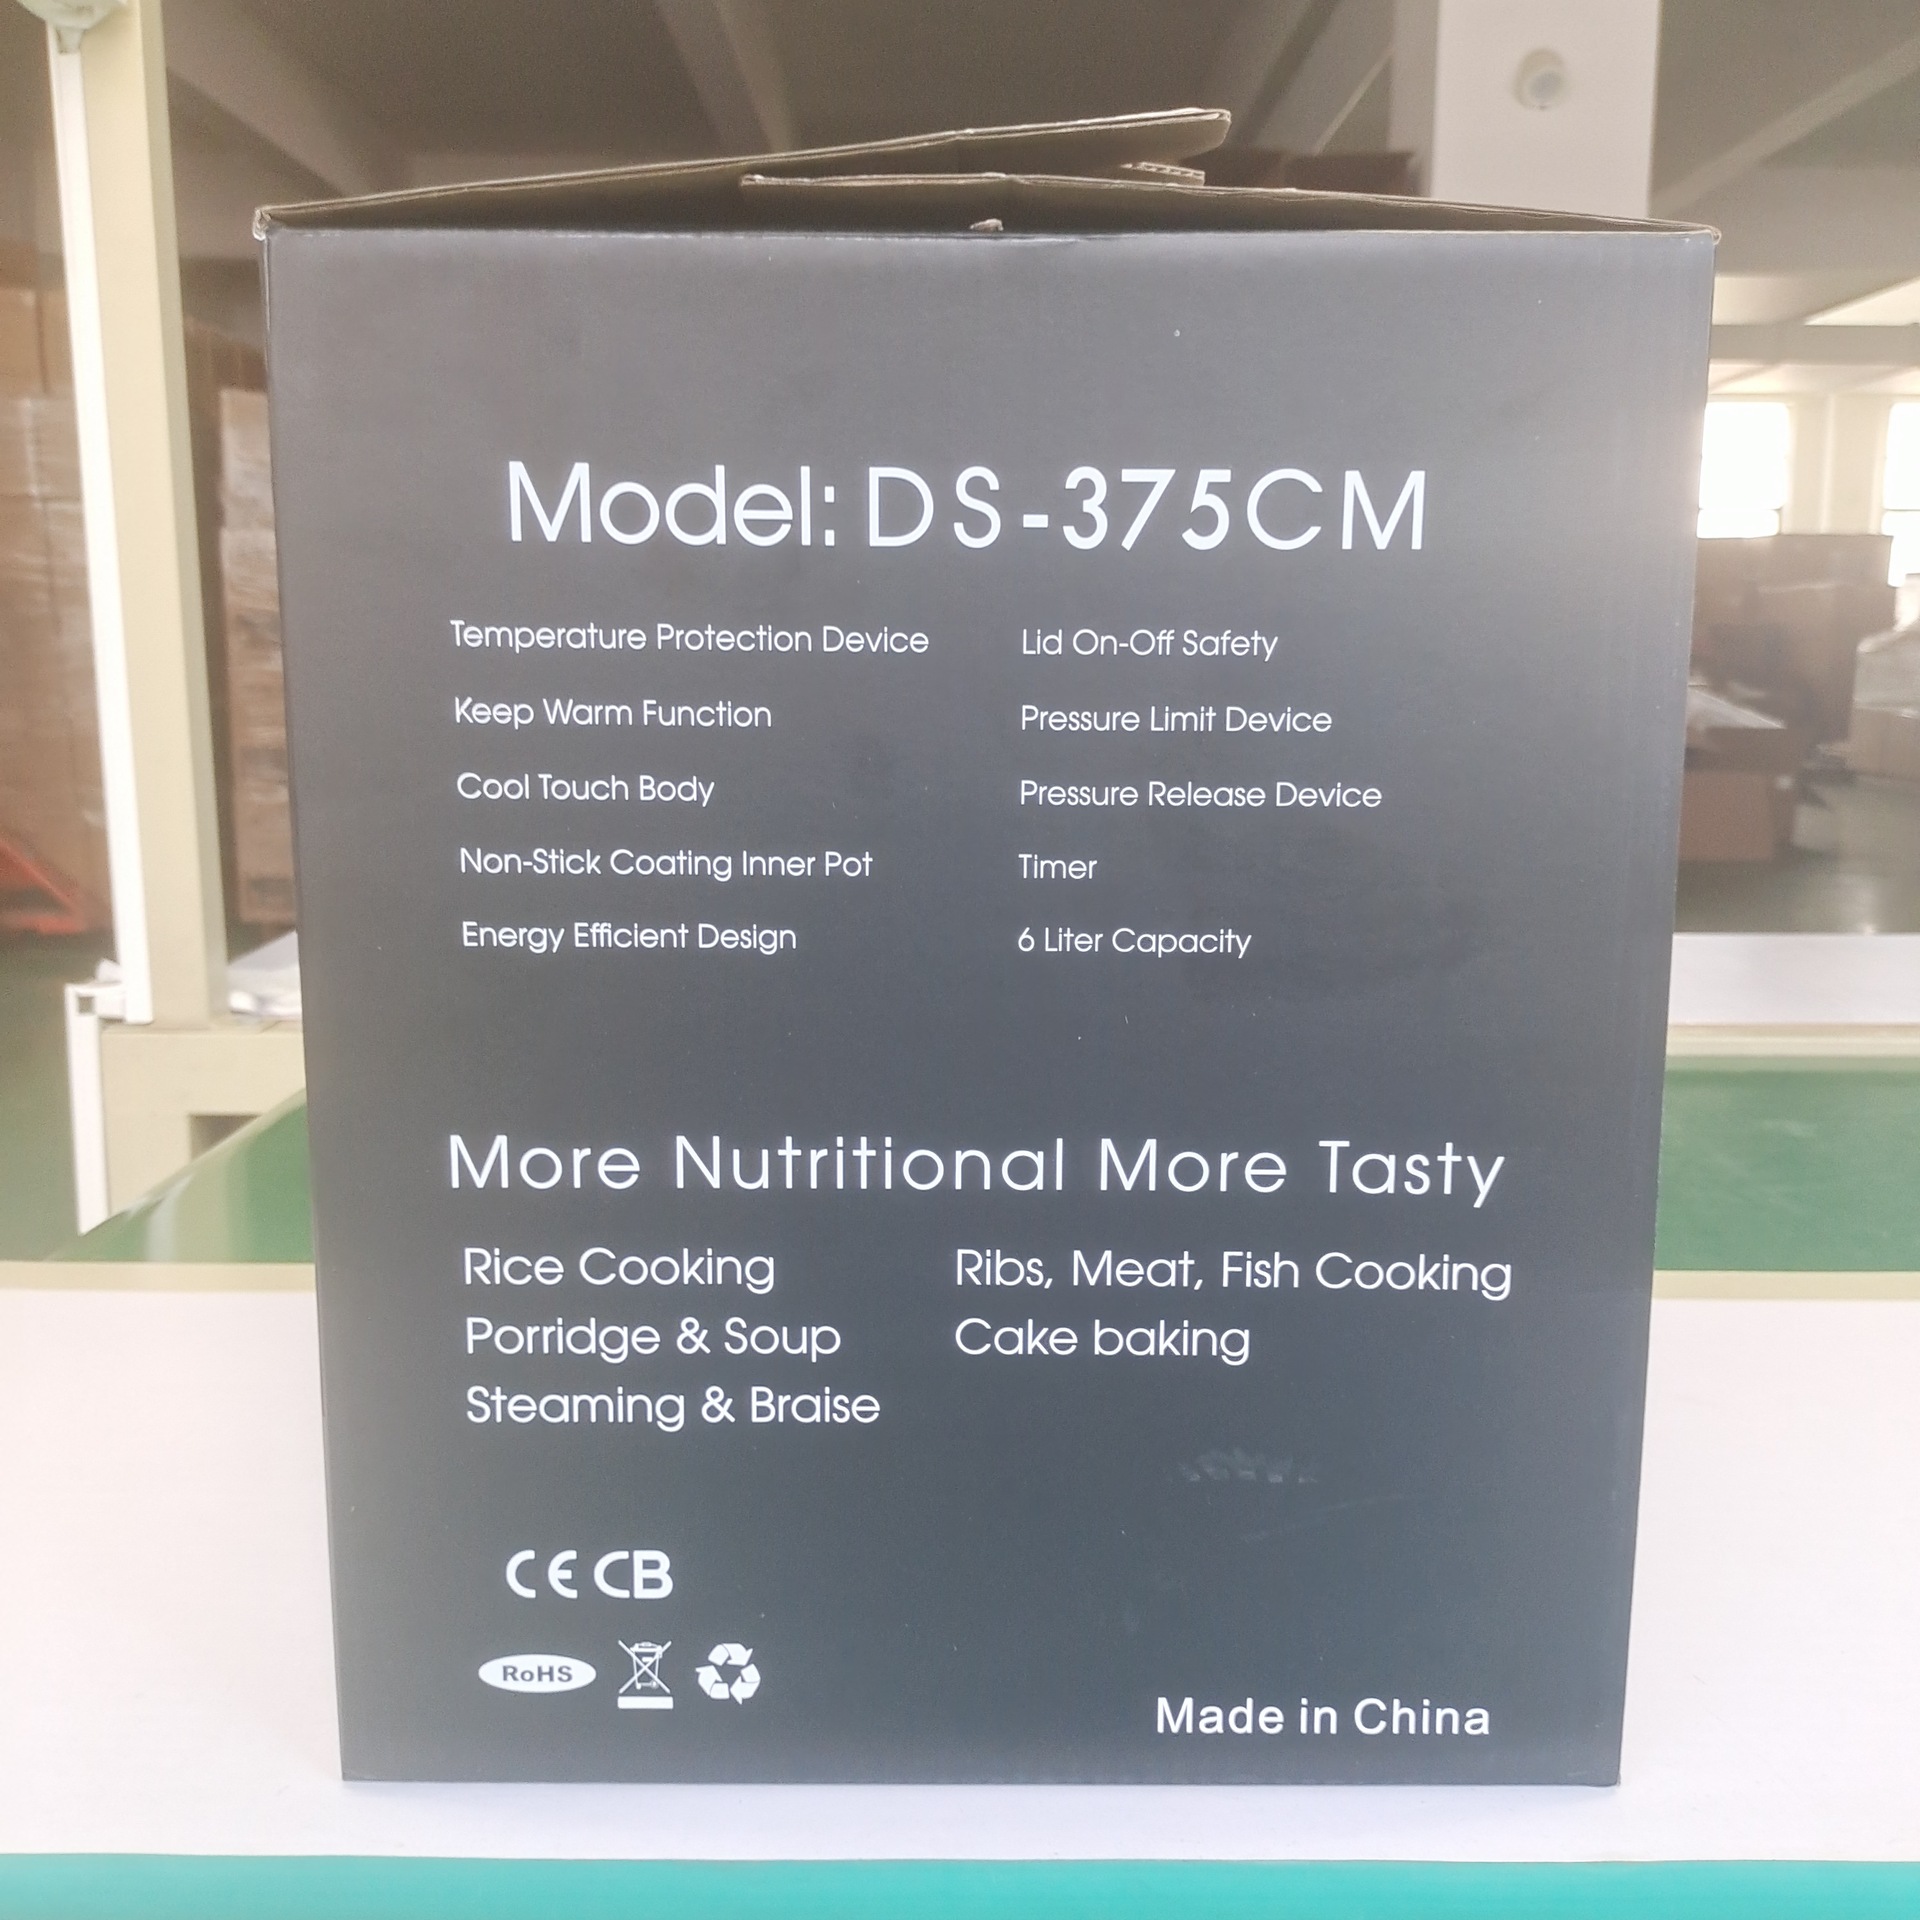 Model: DS-375CM
Temperature Protection Device
Keep Warm Function
Cool Touch Body
Non-Stick Coating Inner Pot
Energy Efficient Design
Lid On-Off Safety
Pressure Limit Device
Pressure Release Device
Timer
6 Liter Capacity
More Nutritional More Tasty
Rice Cooking
Porridge & Soup
Steaming & Braise
Ribs, Meat, Fish Cooking
Cake baking
CE CB
RoHS
Made in China